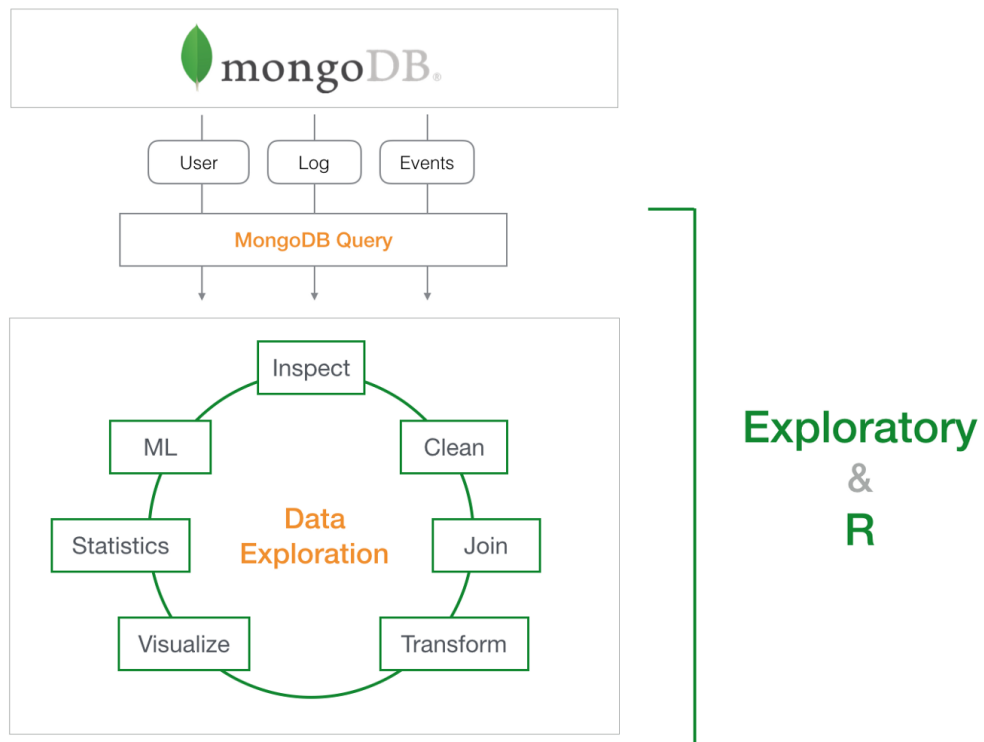 mongoDB®
User
Log
Events
MongoDB Query
Inspect
ML
Clean
Data
Exploration
Statistics
Join
Visualize
Transform
Exploratory
&
R